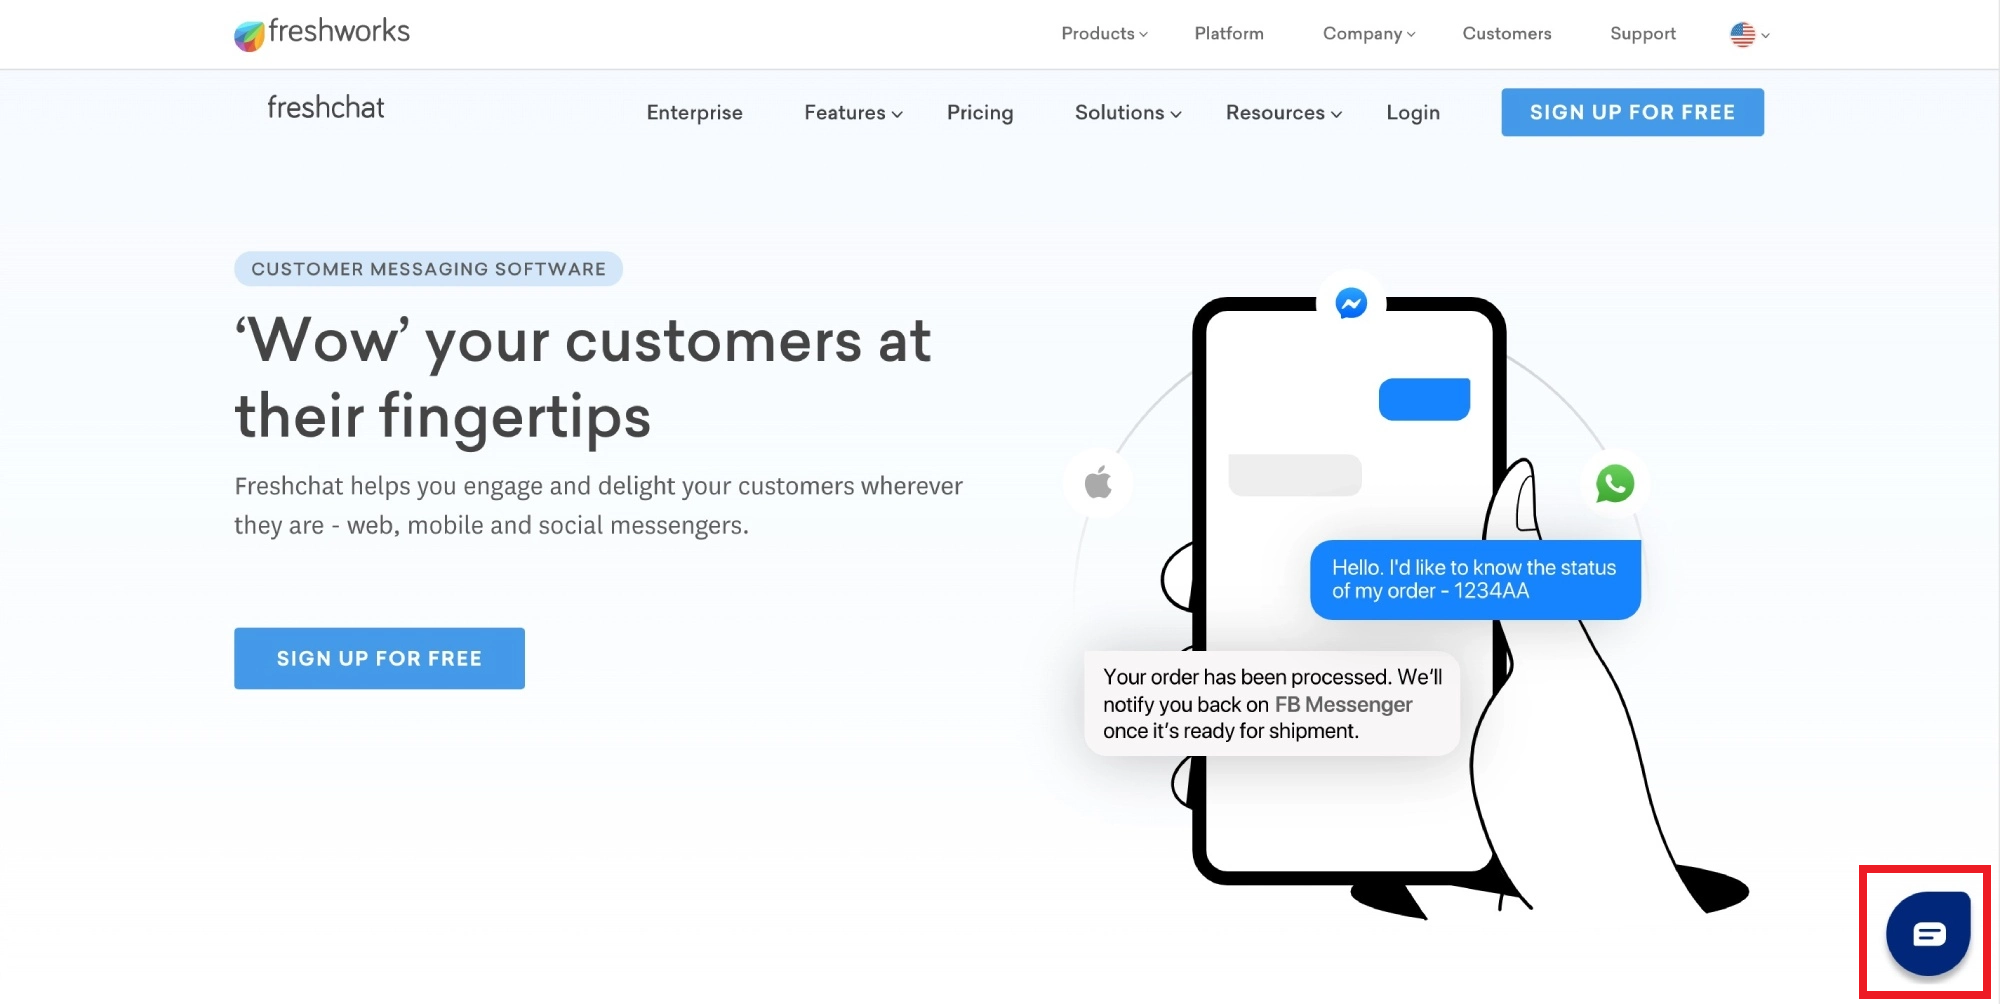 freshworks
Products
Platform
Company
Customers
Support
freshchat
Enterprise
Features
Pricing
Solutions
Resources
Login
SIGN UP FOR FREE
CUSTOMER MESSAGING SOFTWARE
‘Wow’ your customers at
their fingertips
Freshchat helps you engage and delight your customers wherever
they are - web, mobile and social messengers.
SIGN UP FOR FREE
Hello. I'd like to know the status
of my order - 1234AA
Your order has been processed. We’ll
notify you back on FB Messenger
once it’s ready for shipment.